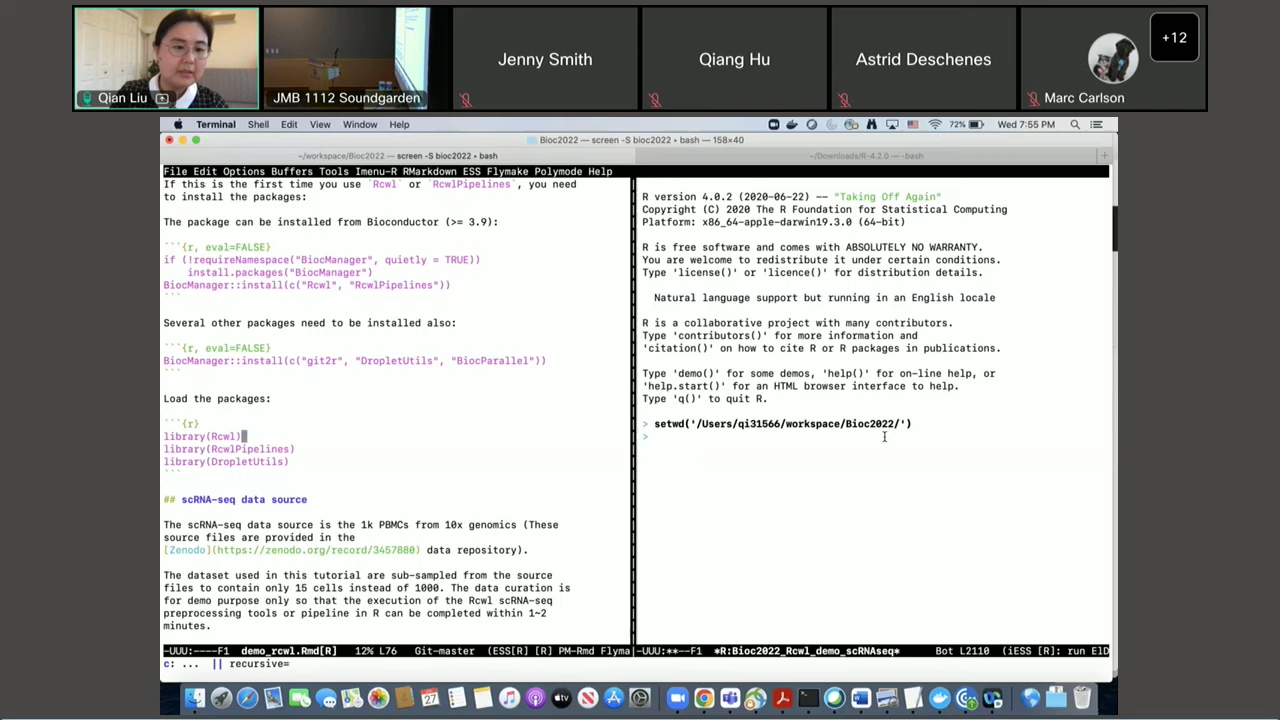 Qian Liu
JMB 1112 Soundgarden
Jenny Smith
Qiang Hu
Astrid Deschenes
Marc Carlson
+12
Terminal Shell Edit View Window Help
72%
Wed 7:55 PM
Bioc2022 — screen -S bioc2022 • bash — 158×40
~/workspace/Bioc2022 — screen -S bioc2022 • bash
~/Downloads/R-4.2.0 — -bash
File Edit Options Buffers Tools Imenu-R RMarkdown ESS Flymake Polymode Help
If this is the first time you use `Rcwl` or `RcwlPipelines`, you need
to install the packages:
The package can be installed from Bioconductor (>= 3.9):
```{r, eval=FALSE}
if (!requireNamespace("BiocManager", quietly = TRUE))
install.packages("BiocManager")
BiocManager::install(c("Rcwl", "RcwlPipelines"))
```
Several other packages need to be installed also:
```{r, eval=FALSE}
BiocManager::install(c("git2r", "DropletUtils", "BiocParallel"))
```
Load the packages:
```{r}
library(Rcwl)
library(RcwlPipelines)
library(DropletUtils)
```
## scRNA-seq data source
The scRNA-seq data source is the 1k PBMCs from 10x genomics (These
source files are provided in the
[Zenodo](https://zenodo.org/record/3457880) data repository).
The dataset used in this tutorial are sub-sampled from the source
files to contain only 15 cells instead of 1000. The data curation is
for demo purpose only so that the execution of the Rcwl scRNA-seq
preprocessing tools or pipeline in R can be completed within 1~2
minutes.
-UUU:----F1 demo_rcwl.Rmd[R] 12% L76 Git-master (ESS[R] [R] PM-Rmd Flyma
c: ... || recursive=
R version 4.0.2 (2020-06-22) -- "Taking Off Again"
Copyright (C) 2020 The R Foundation for Statistical Computing
Platform: x86_64-apple-darwin19.3.0 (64-bit)
R is free software and comes with ABSOLUTELY NO WARRANTY.
You are welcome to redistribute it under certain conditions.
Type 'license()' or 'licence()' for distribution details.
Natural language support but running in an English locale
R is a collaborative project with many contributors.
Type 'contributors()' for more information and
'citation()' on how to cite R or R packages in publications.
Type 'demo()' for some demos, 'help()' for on-line help, or
'help.start()' for an HTML browser interface to help.
Type 'q()' to quit R.
> setwd('/Users/qi31566/workspace/Bioc2022/')
>
-UUU:**--F1 *R:Bioc2022_Rcwl_demo_scRNAseq* Bot L2110 (iESS [R]: run ElD